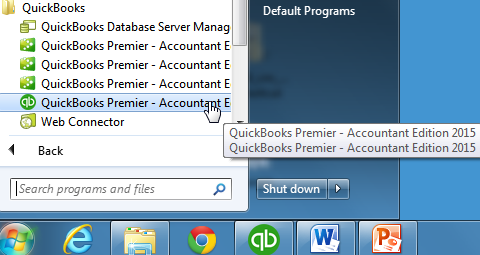 QuickBooks
QuickBooks Database Server Manag
QuickBooks Premier - Accountant E
QuickBooks Premier - Accountant E
QuickBooks Premier - Accountant E
QuickBooks Premier - Accountant E
Web Connector
Back
Search programs and files
Default Programs
QuickBooks Premier - Accountant Edition 2015
QuickBooks Premier - Accountant Edition 2015
Shut down
qb
W
P